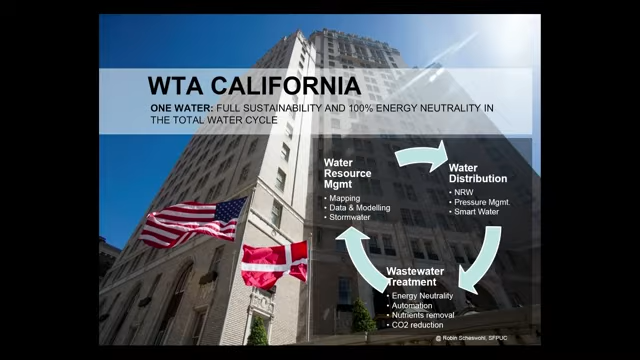 WTA CALIFORNIA
ONE WATER: FULL SUSTAINABILITY AND 100% ENERGY NEUTRALITY IN
THE TOTAL WATER CYCLE
Water
Resource
Mgmt
• Mapping
• Data & Modelling
• Stormwater
Water
Distribution
• NRW
• Pressure Mgmt.
• Smart Water
Wastewater
Treatment
• Energy Neutrality
• Automation
• Nutrients removal
• CO2 reduction
@ Robin Scheswohl, SFPUC